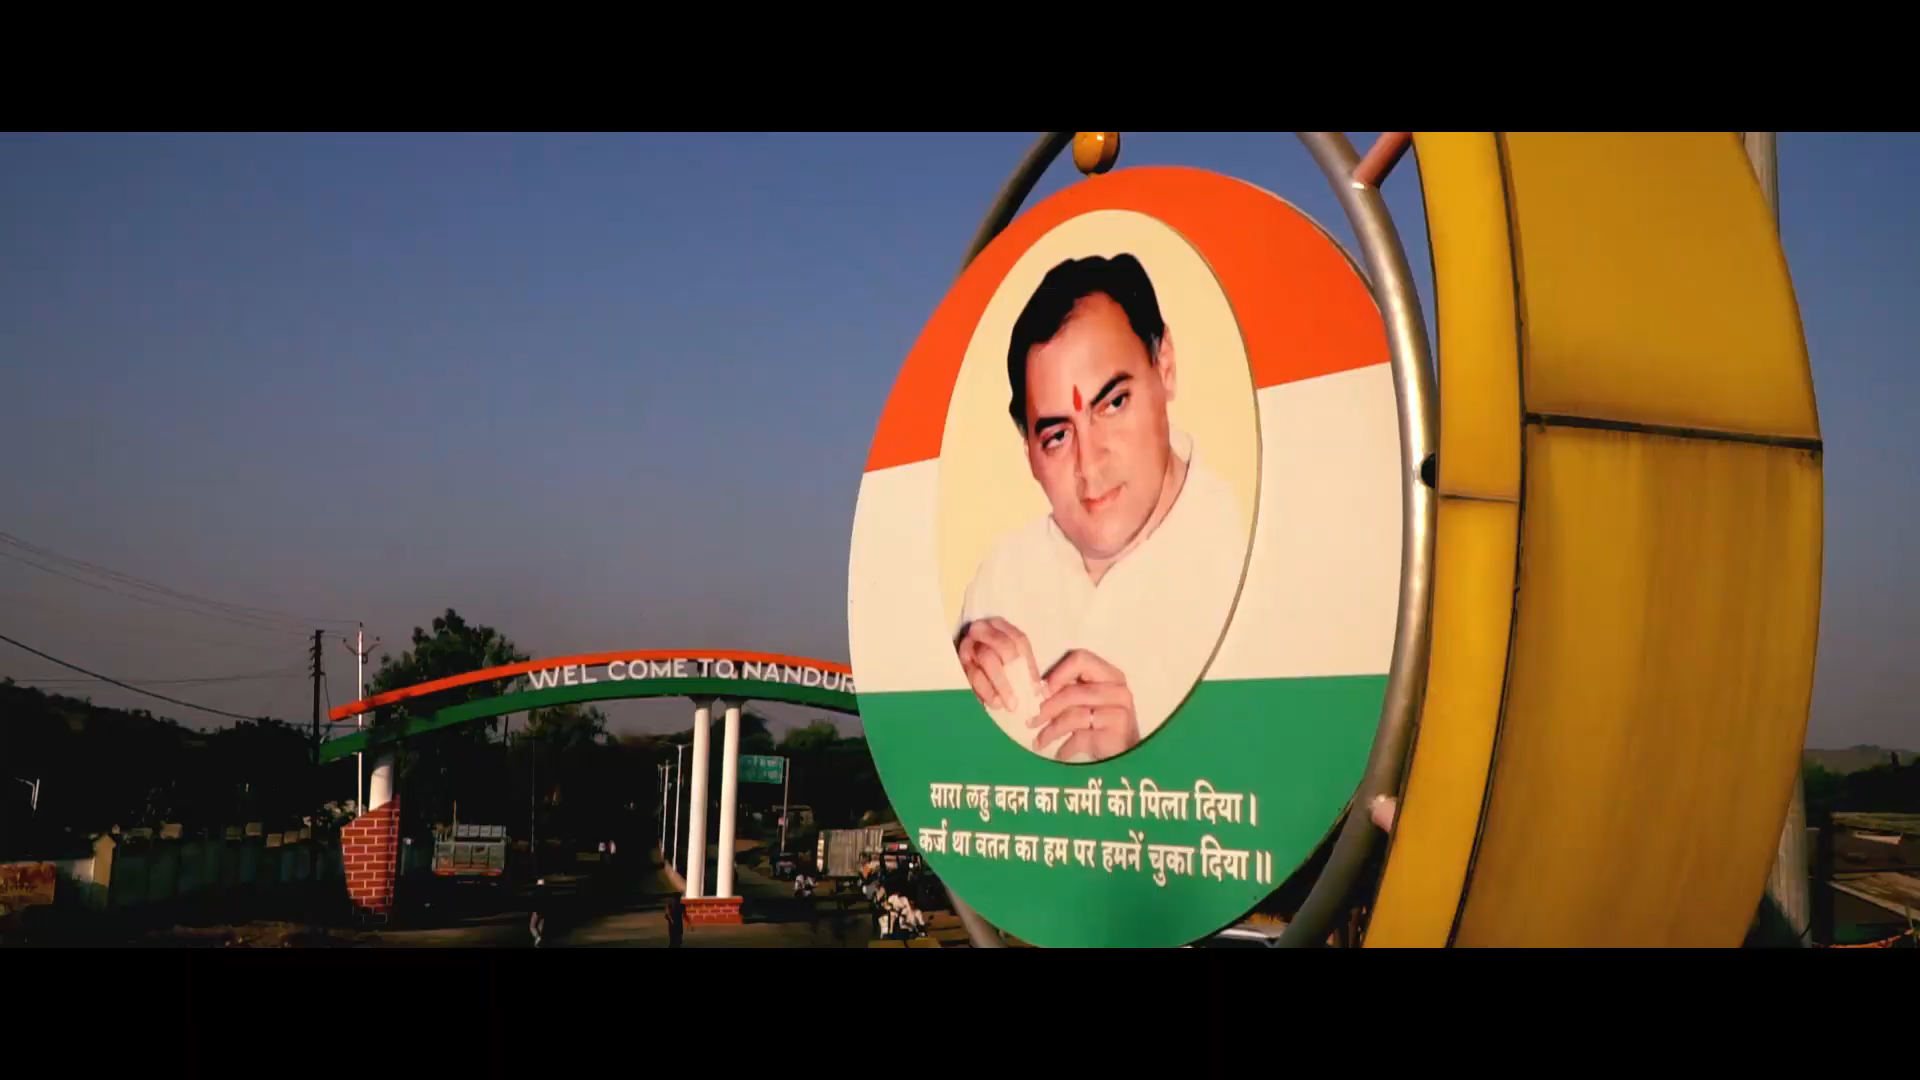 WEL COME TO NANDUR
सारा लहु बदन का जमीं को पिला दिया।
कर्ज था वतन का हम पर हमनें चुका दिया॥